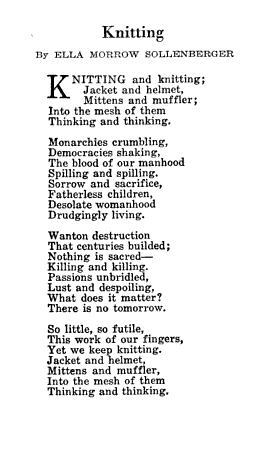 Knitting
By ELLA MORROW SOLLENBERGER
KNITTING and knitting;
Jacket and helmet,
Mittens and muffler;
Into the mesh of them
Thinking and thinking.
Monarchies crumbling,
Democracies shaking,
The blood of our manhood
Spilling and spilling.
Sorrow and sacrifice,
Fatherless children,
Desolate womanhood
Drudgingly living.
Wanton destruction
That centuries builded;
Nothing is sacred—
Killing and killing.
Passions unbridled,
Lust and despoiling,
What does it matter?
There is no tomorrow.
So little, so futile,
This work of our fingers,
Yet we keep knitting.
Jacket and helmet,
Mittens and muffler,
Into the mesh of them
Thinking and thinking.